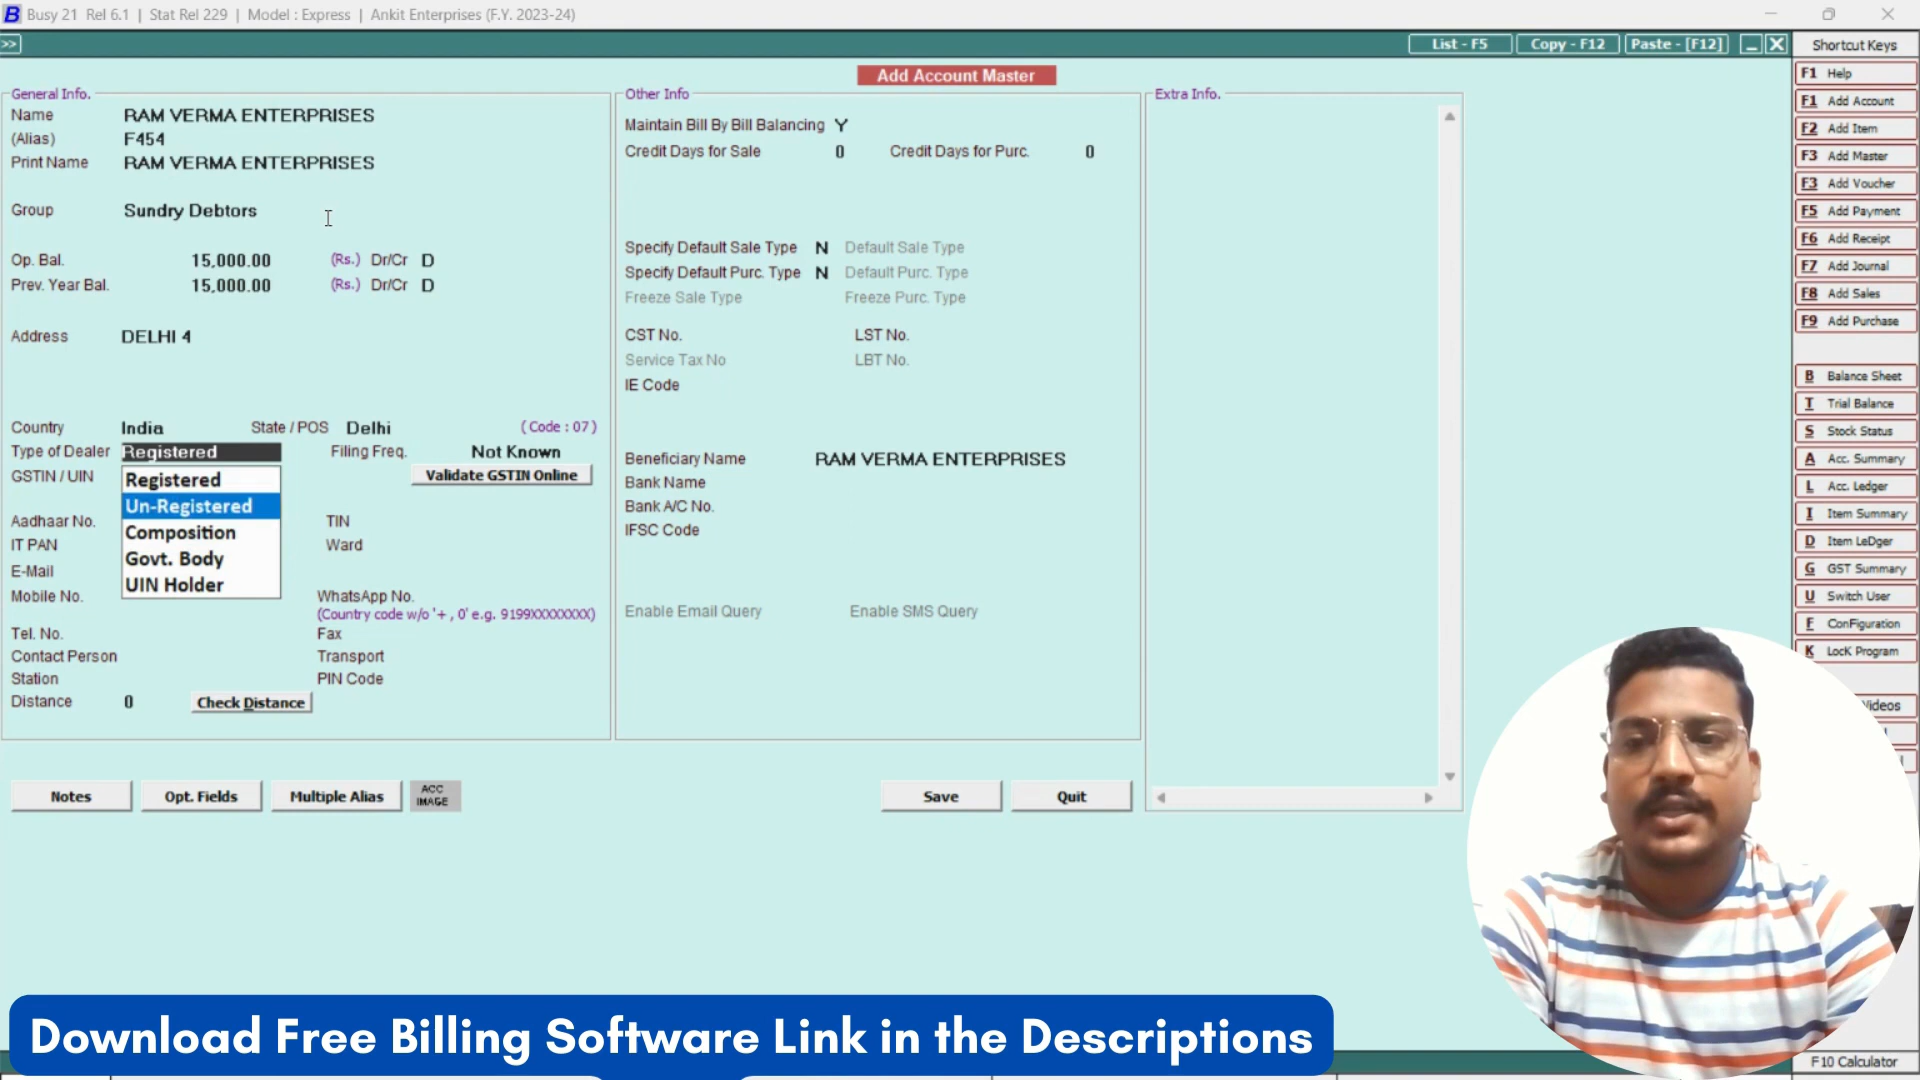 Busy 21 Rel 6.1 | Stat Rel 229 | Model : Express | Ankit Enterprises (F.Y. 2023-24)
>> List - F5 Copy - F12 Paste - [F12]
Add Account Master
General Info.
Name RAM VERMA ENTERPRISES
(Alias) F454
Print Name RAM VERMA ENTERPRISES
Group Sundry Debtors
Op. Bal. 15,000.00 (Rs.) Dr/Cr D
Prev. Year Bal. 15,000.00 (Rs.) Dr/Cr D
Address DELHI 4
Country India State / POS Delhi (Code : 07)
Type of Dealer Registered Filing Freq. Not Known
GSTIN / UIN Validate GSTIN Online
Registered
Un-Registered
Composition
Govt. Body
UIN Holder
Aadhaar No. TIN
IT PAN Ward
E-Mail
Mobile No. WhatsApp No.
(Country code w/o '+ , 0' e.g. 9199XXXXXXXX)
Tel. No. Fax
Contact Person Transport
Station PIN Code
Distance 0 Check Distance
Notes Opt. Fields Multiple Alias ACC IMAGE
Other Info
Maintain Bill By Bill Balancing Y
Credit Days for Sale 0 Credit Days for Purc. 0
Specify Default Sale Type N Default Sale Type
Specify Default Purc. Type N Default Purc. Type
Freeze Sale Type Freeze Purc. Type
CST No. LST No.
Service Tax No LBT No.
IE Code
Beneficiary Name RAM VERMA ENTERPRISES
Bank Name
Bank A/C No.
IFSC Code
Enable Email Query Enable SMS Query
Save Quit
Extra Info.
Shortcut Keys
F1 Help
F1 Add Account
F2 Add Item
F3 Add Master
F3 Add Voucher
F5 Add Payment
F6 Add Receipt
F7 Add Journal
F8 Add Sales
F9 Add Purchase
B Balance Sheet
T Trial Balance
S Stock Status
A Acc. Summary
L Acc. Ledger
I Item Summary
D Item LeDger
G GST Summary
U Switch User
F ConFiguration
K LocK Program
Videos
F10 Calculator
Download Free Billing Software Link in the Descriptions